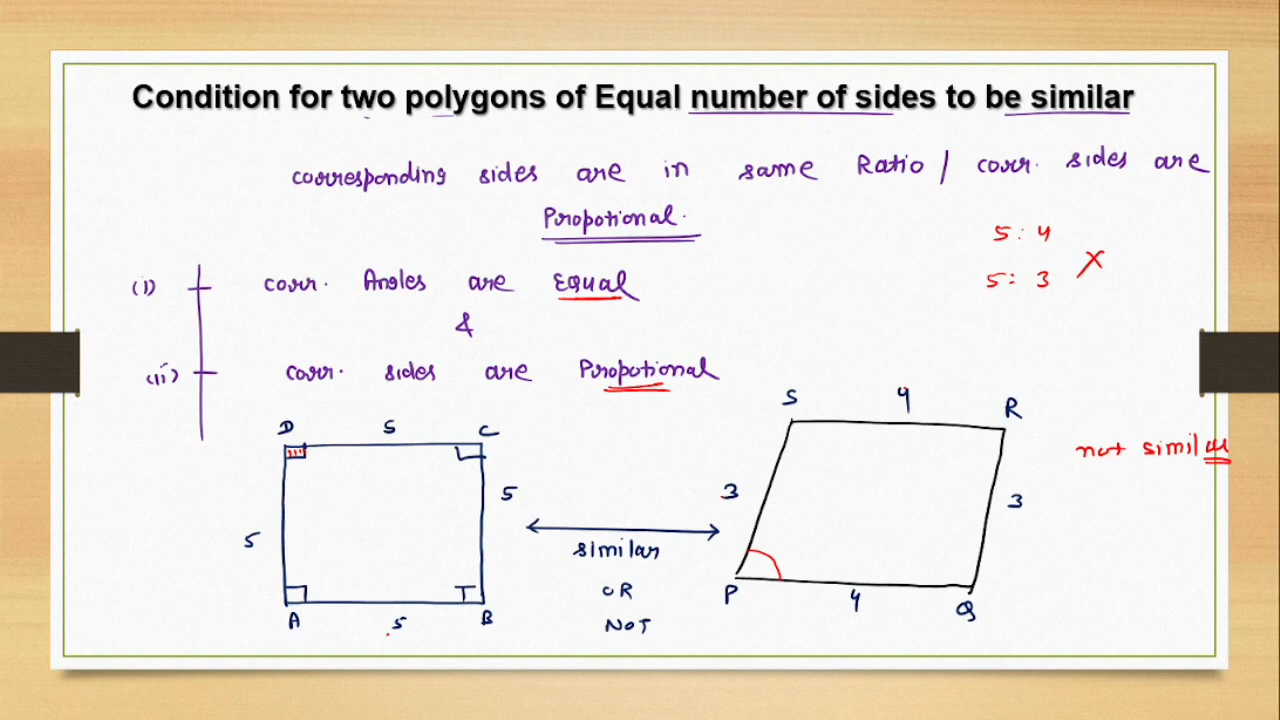 Condition for two polygons of Equal number of sides to be similar
corresponding sides are in same Ratio / corr. sides are
Propotional.
5 : 4
5 : 3 X
(i) corr. Angles are Equal
&
(ii) corr. sides are Propotional
D 5 C
S 4 R
not similar
5
5
3
3
similar
OR
NOT
A 5 B
P 4 Q